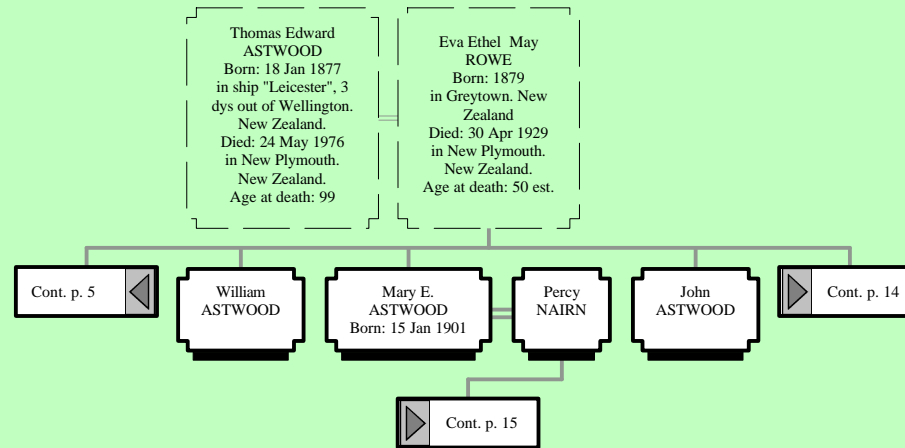 Thomas Edward
ASTWOOD
Born: 18 Jan 1877
in ship "Leicester", 3
dys out of Wellington.
New Zealand.
Died: 24 May 1976
in New Plymouth.
New Zealand.
Age at death: 99
Eva Ethel  May
ROWE
Born: 1879
in Greytown. New
Zealand
Died: 30 Apr 1929
in New Plymouth.
New Zealand.
Age at death: 50 est.
Cont. p. 5
William
ASTWOOD
Mary E.
ASTWOOD
Born: 15 Jan 1901
Percy
NAIRN
John
ASTWOOD
Cont. p. 14
Cont. p. 15